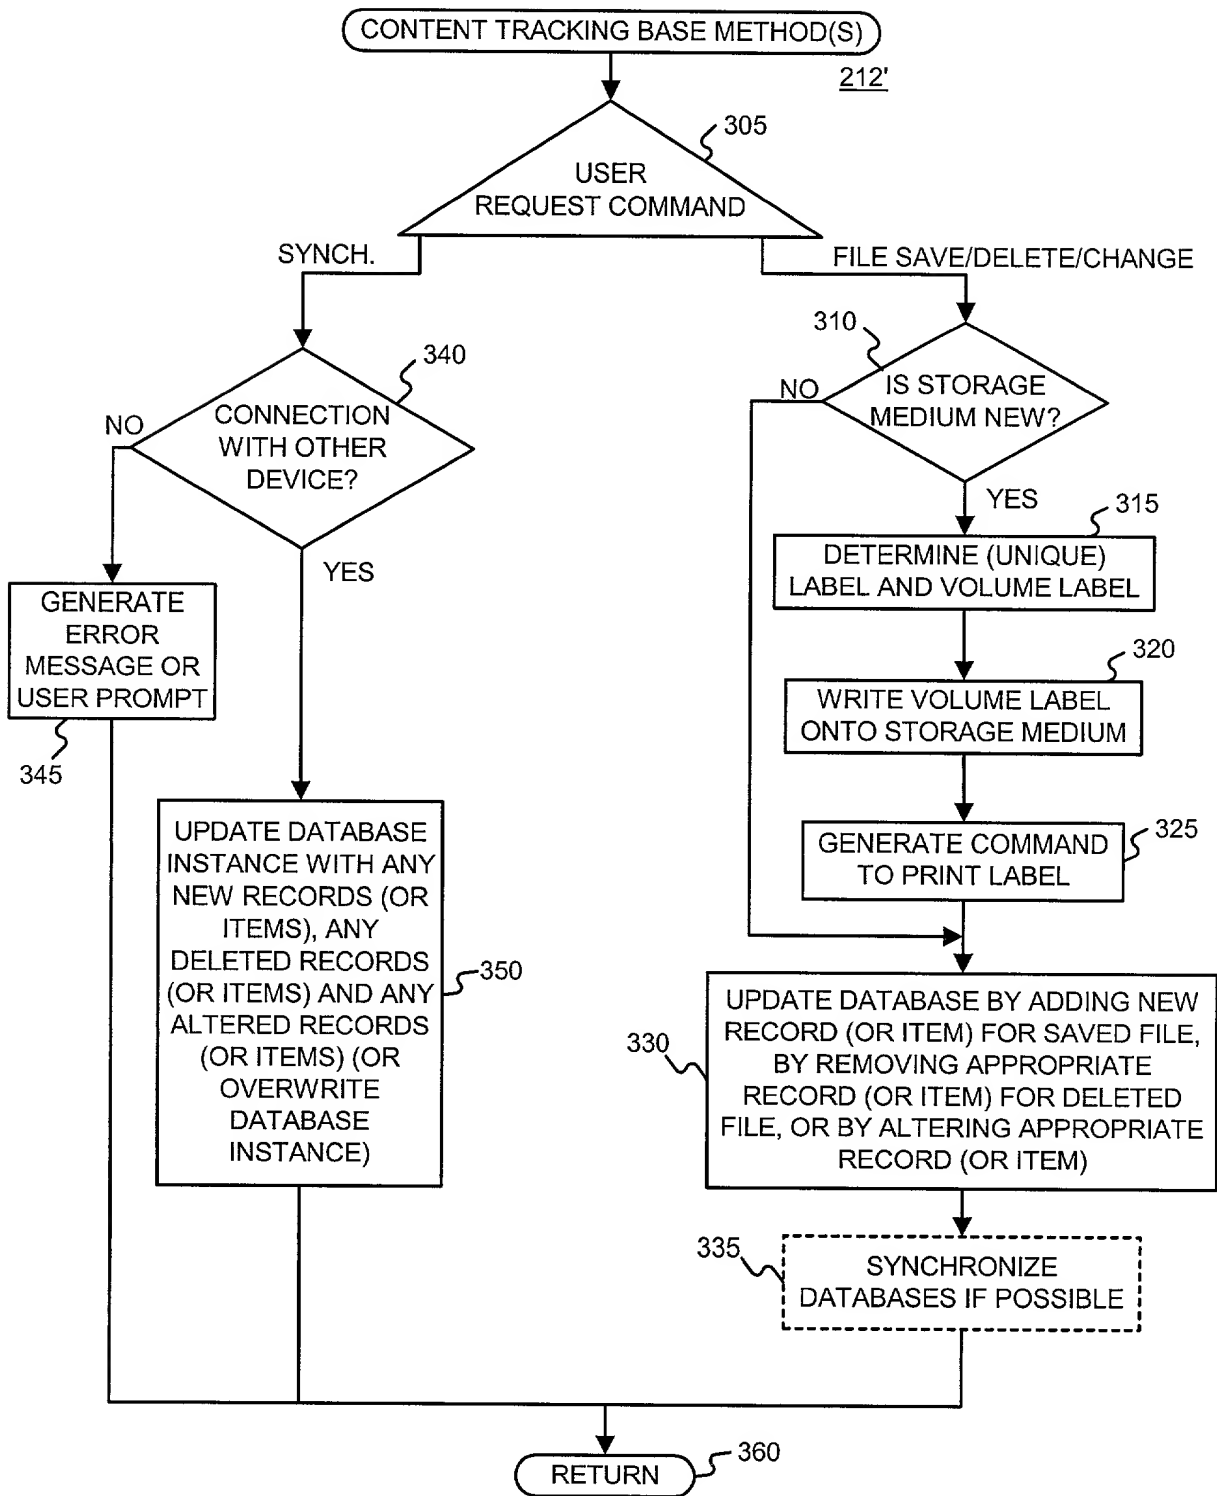 CONTENT TRACKING BASE METHOD(S)
212'
305
USER
REQUEST COMMAND
SYNCH.
FILE SAVE/DELETE/CHANGE
340
CONNECTION
WITH OTHER
DEVICE?
NO
YES
GENERATE
ERROR
MESSAGE OR
USER PROMPT
345
UPDATE DATABASE
INSTANCE WITH ANY
NEW RECORDS (OR
ITEMS), ANY
DELETED RECORDS
(OR ITEMS) AND ANY
ALTERED RECORDS
(OR ITEMS) (OR
OVERWRITE
DATABASE
INSTANCE)
350
310
IS STORAGE
MEDIUM NEW?
NO
YES
315
DETERMINE (UNIQUE)
LABEL AND VOLUME LABEL
320
WRITE VOLUME LABEL
ONTO STORAGE MEDIUM
325
GENERATE COMMAND
TO PRINT LABEL
330
UPDATE DATABASE BY ADDING NEW
RECORD (OR ITEM) FOR SAVED FILE,
BY REMOVING APPROPRIATE
RECORD (OR ITEM) FOR DELETED
FILE, OR BY ALTERING APPROPRIATE
RECORD (OR ITEM)
335
SYNCHRONIZE
DATABASES IF POSSIBLE
RETURN
360